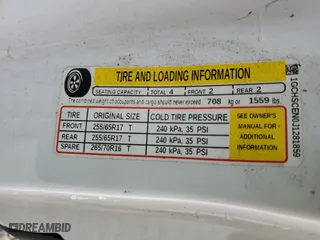 TIRE AND LOADING INFORMATION
SEATING CAPACITY TOTAL 4 FRONT 2 REAR 2
The combined weight of occupants and cargo should never exceed 708 kg or 1559 lbs
TIRE ORIGINAL SIZE COLD TIRE PRESSURE
FRONT 255/65R17 T 240 kPa, 35 PSI
REAR 255/65R17 T 240 kPa, 35 PSI
SPARE 265/70R16 T 240 kPa, 35 PSI
SEE OWNER'S
MANUAL FOR
ADDITIONAL
INFORMATION
1GCHSCEN0J1281859
DREAMBID